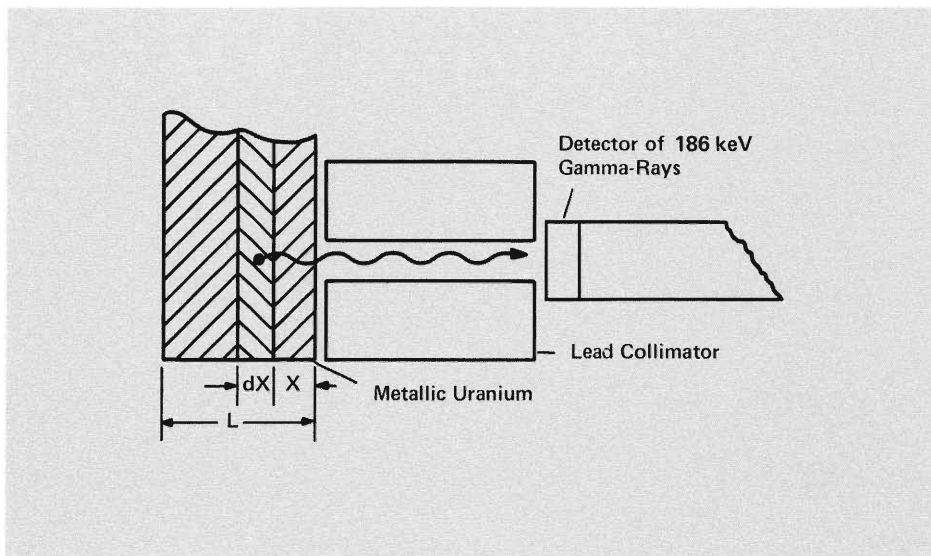 Detector of 186 keV
Gamma-Rays
Lead Collimator
dX X
Metallic Uranium
L